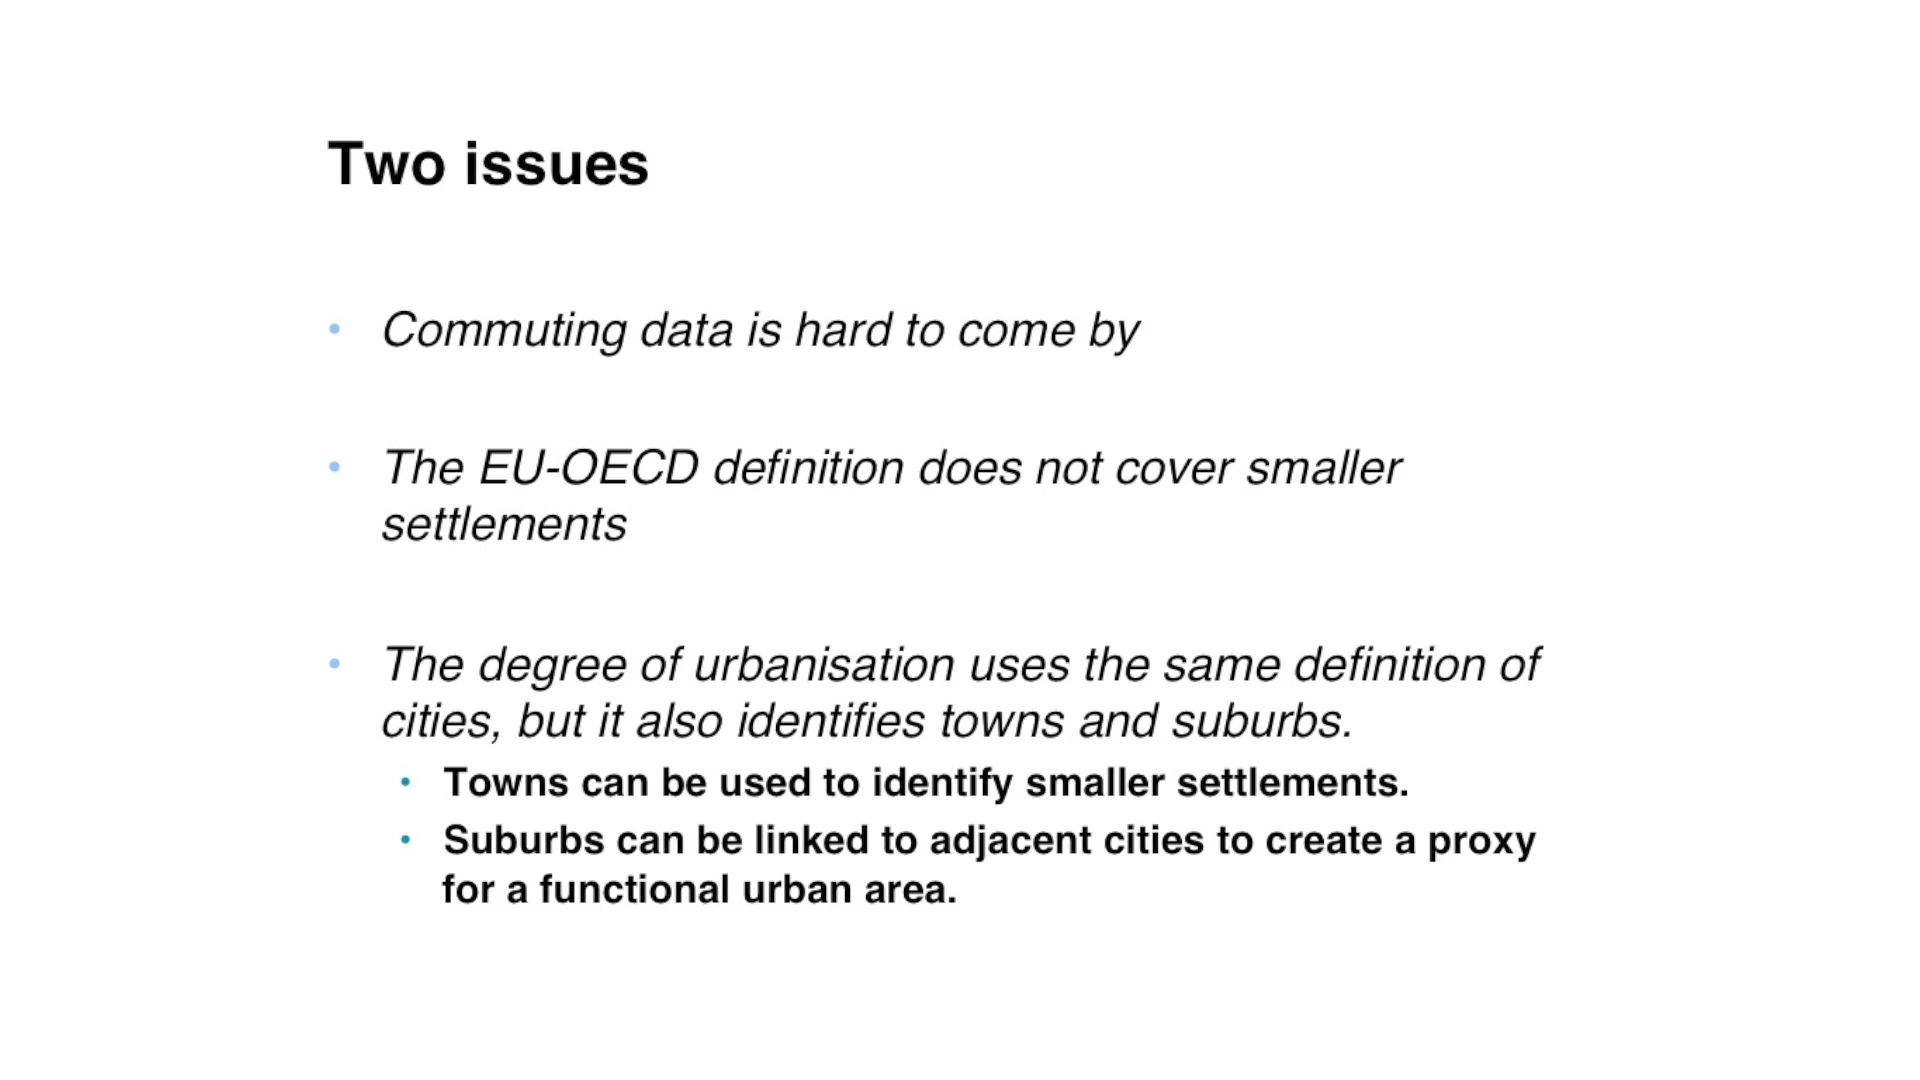 Two issues
• Commuting data is hard to come by
• The EU-OECD definition does not cover smaller
settlements
• The degree of urbanisation uses the same definition of
cities, but it also identifies towns and suburbs.
• Towns can be used to identify smaller settlements.
• Suburbs can be linked to adjacent cities to create a proxy
for a functional urban area.